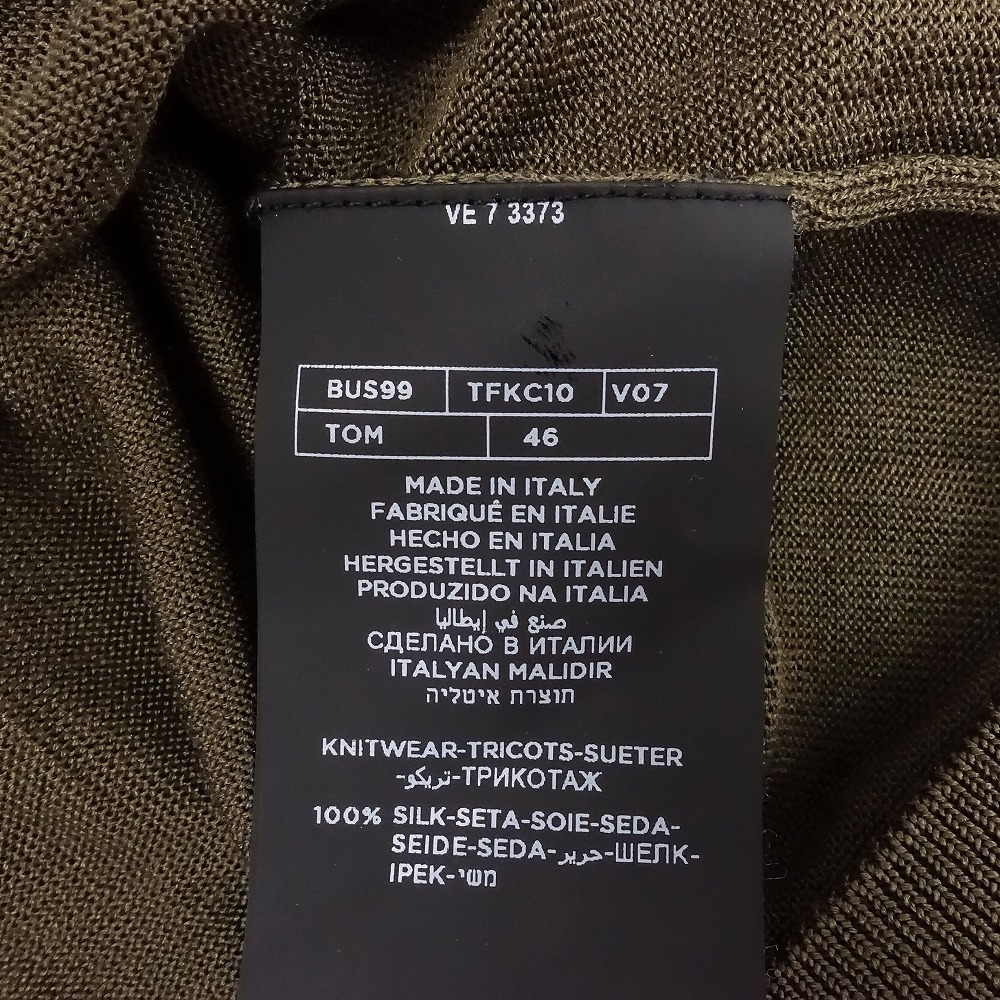 VE 7 3373
BUS99 TFKC10 V07
TOM 46
MADE IN ITALY
FABRIQUÊ EN ITALIE
HECHO EN ITALIA
HERGESTELLT IN ITALIEN
PRODUZIDO NA ITALIA
صنع في إيطاليا
СДЕЛАНО В ИТАЛИИ
ITALYAN MALIDIR
תוצרת איטליה
KNITWEAR-TRICOTS-SUETER
-تريكو-ТРИКОТАЖ
100% SILK-SETA-SOIE-SEDA-
SEIDE-SEDA-حرير-ШЕЛК-
IPEK-משי